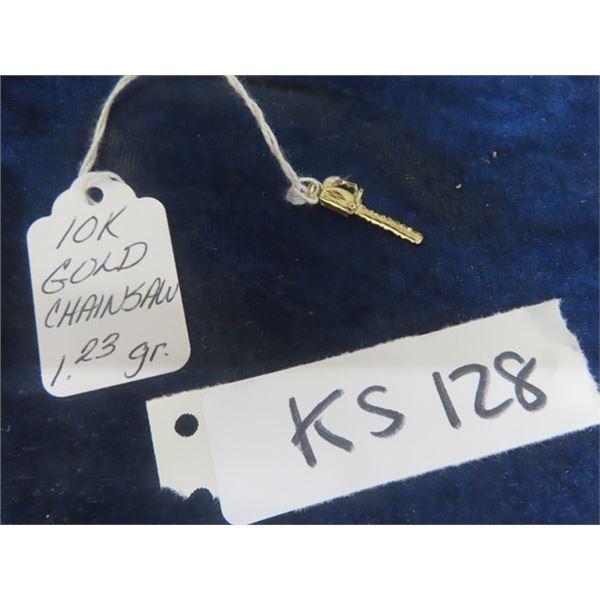 10K
GOLD
CHAINSAW
1.23 gr.
KS 128